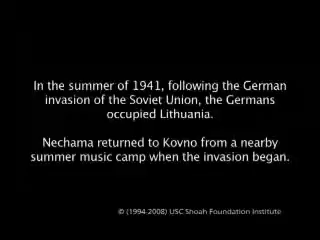 In the summer of 1941, following the German
invasion of the Soviet Union, the Germans
occupied Lithuania.
Nechama returned to Kovno from a nearby
summer music camp when the invasion began.
© (1994.2008) USC Shoah Foundation Institute